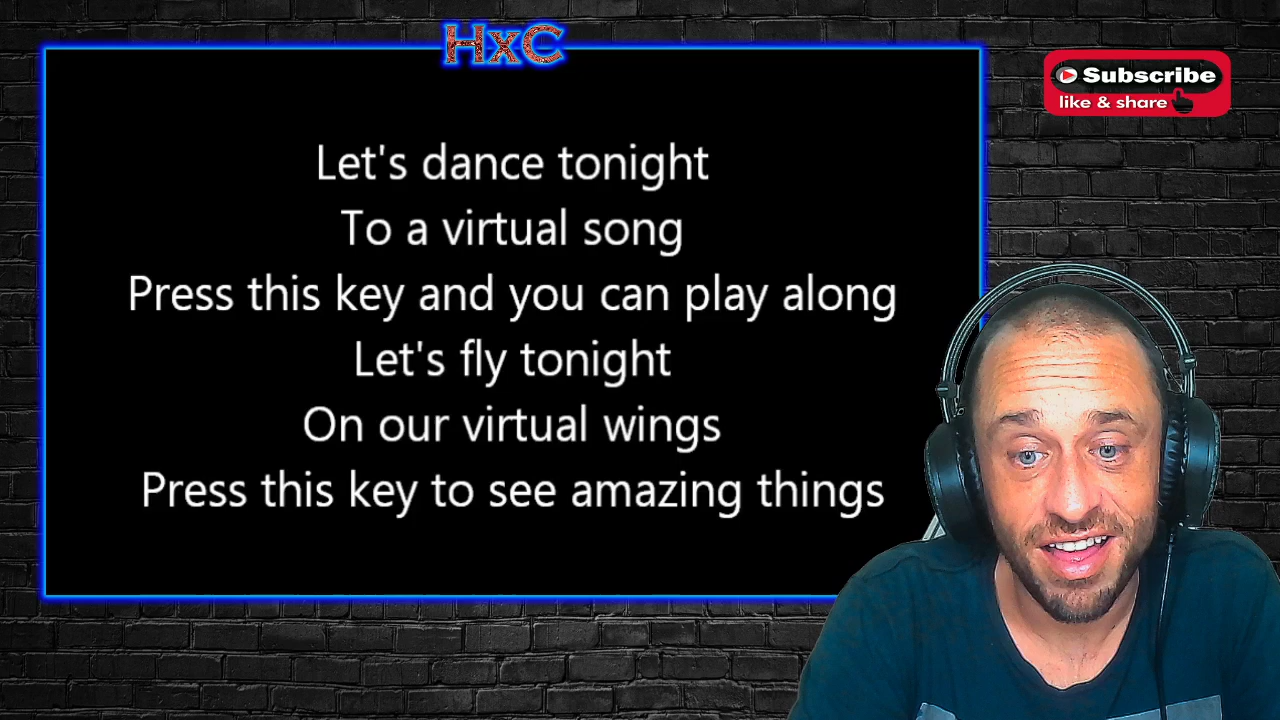 HxC
Subscribe
like & share
Let's dance tonight
To a virtual song
Press this key and you can play along
Let's fly tonight
On our virtual wings
Press this key to see amazing things